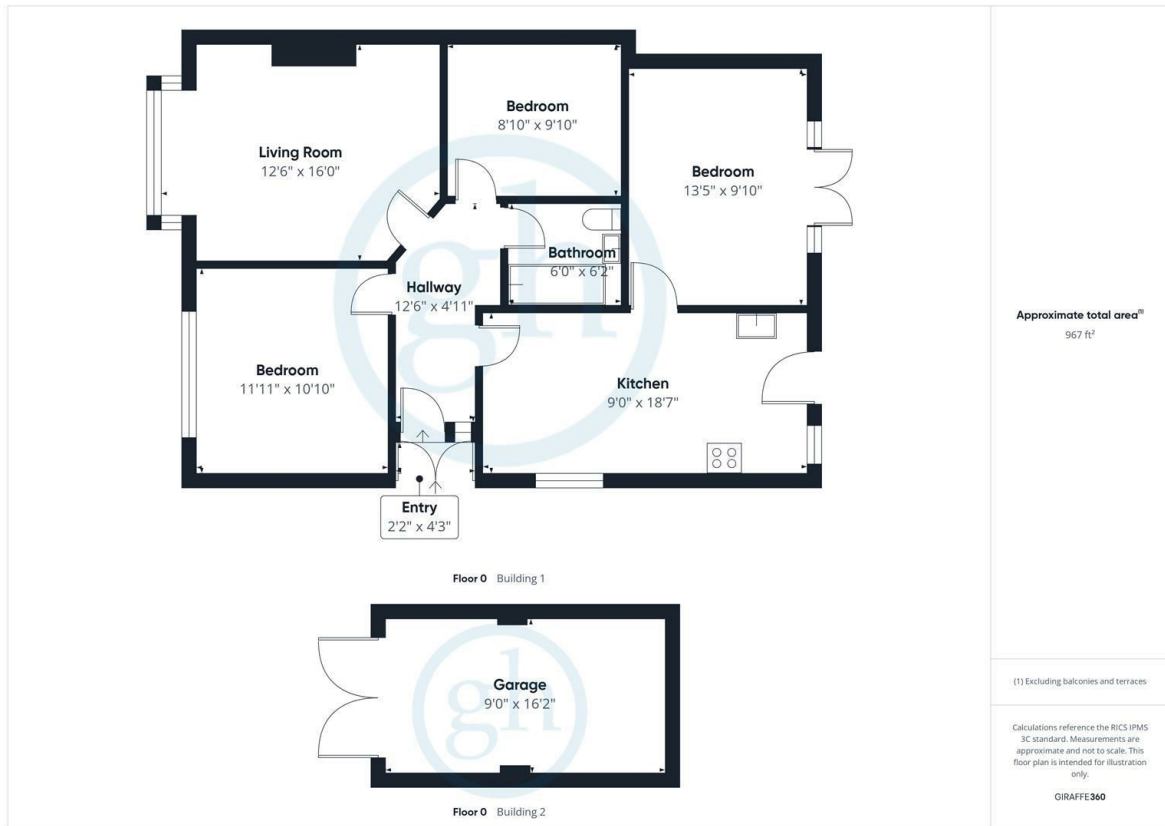 Living Room
12'6" x 16'0"
Bedroom
8'10" x 9'10"
Bedroom
13'5" x 9'10"
Bathroom
6'0" x 6'2"
Hallway
12'6" x 4'11"
Bedroom
11'11" x 10'10"
Kitchen
9'0" x 18'7"
Entry
2'2" x 4'3"
Floor 0 Building 1
Garage
9'0" x 16'2"
Floor 0 Building 2
gh
gh
Approximate total area(1)
967 ft²
(1) Excluding balconies and terraces
Calculations reference the RICS IPMS
3C standard. Measurements are
approximate and not to scale. This
floor plan is intended for illustration
only.
GIRAFFE360